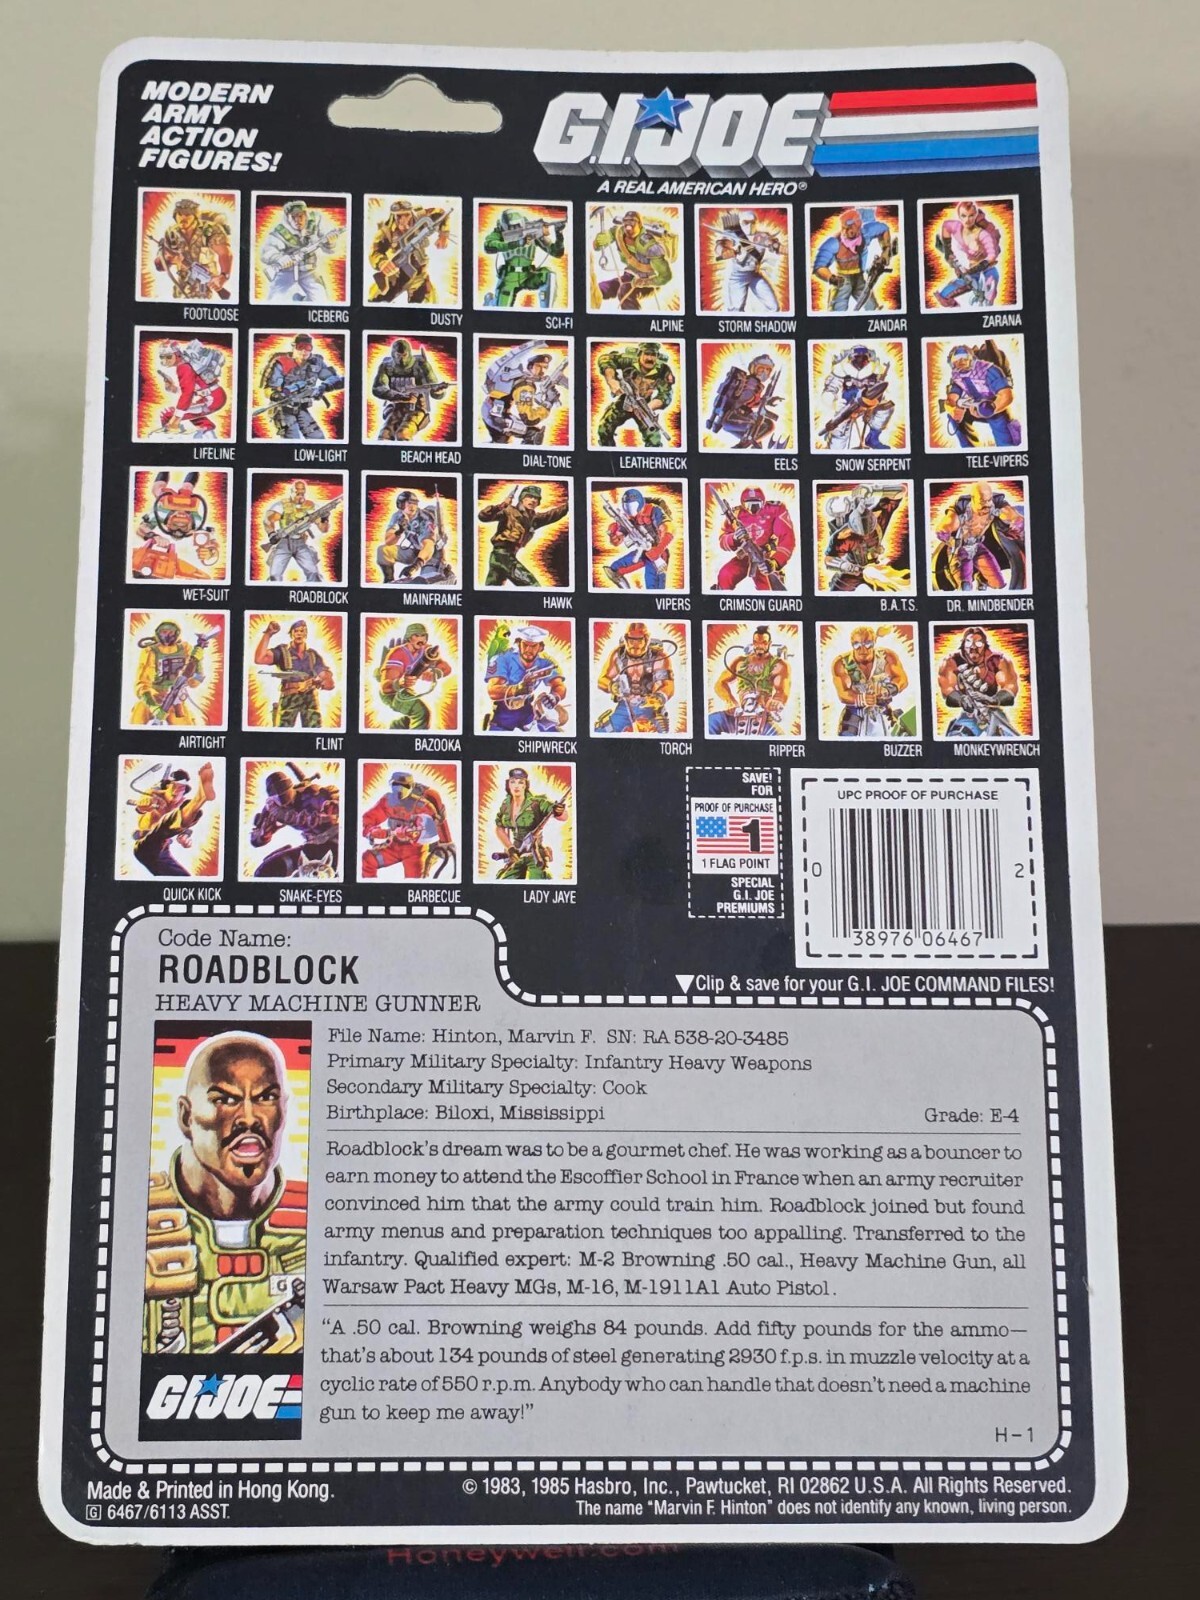 MODERN
ARMY
ACTION
FIGURES!
G.I. JOE
A REAL AMERICAN HERO®
FOOTLOOSE ICEBERG DUSTY SCI-FI ALPINE STORM SHADOW ZANDAR ZARANA
LIFELINE LOW-LIGHT BEACH HEAD DIAL-TONE LEATHERNECK EELS SNOW SERPENT TELE-VIPERS
WET-SUIT ROADBLOCK MAINFRAME HAWK VIPERS CRIMSON GUARD B.A.T.S. DR. MINDBENDER
AIRTIGHT FLINT BAZOOKA SHIPWRECK TORCH RIPPER BUZZER MONKEYWRENCH
QUICK KICK SNAKE-EYES BARBECUE LADY JAYE
SAVE!
FOR
PROOF OF PURCHASE
1
1 FLAG POINT
SPECIAL
G.I. JOE
PREMIUMS
UPC PROOF OF PURCHASE
0 2
38976 06467
▼Clip & save for your G.I. JOE COMMAND FILES!
Code Name:
ROADBLOCK
HEAVY MACHINE GUNNER
File Name: Hinton, Marvin F. SN: RA 538-20-3485
Primary Military Specialty: Infantry Heavy Weapons
Secondary Military Specialty: Cook
Birthplace: Biloxi, Mississippi Grade: E-4
Roadblock's dream was to be a gourmet chef. He was working as a bouncer to
earn money to attend the Escoffier School in France when an army recruiter
convinced him that the army could train him. Roadblock joined but found
army menus and preparation techniques too appalling. Transferred to the
infantry. Qualified expert: M-2 Browning .50 cal., Heavy Machine Gun, all
Warsaw Pact Heavy MGs, M-16, M-1911A1 Auto Pistol.
"A .50 cal. Browning weighs 84 pounds. Add fifty pounds for the ammo—
that's about 134 pounds of steel generating 2930 f.p.s. in muzzle velocity at a
cyclic rate of 550 r.p.m. Anybody who can handle that doesn't need a machine
gun to keep me away!"
G
G.I. JOE
H-1
Made & Printed in Hong Kong.
G 6467/6113 ASST.
© 1983, 1985 Hasbro, Inc., Pawtucket, RI 02862 U.S.A. All Rights Reserved.
The name "Marvin F. Hinton" does not identify any known, living person.
Honeywell.com